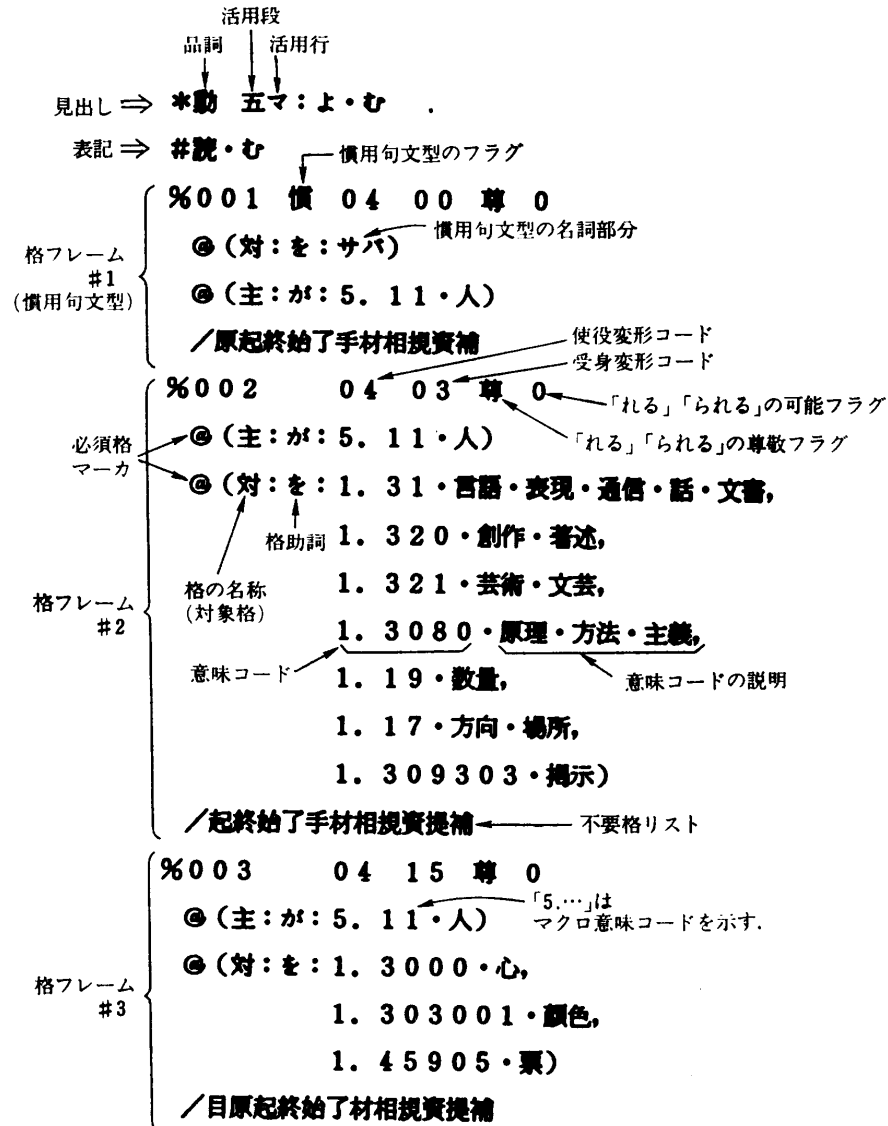 活用段
品詞 活用行
見出し ⇒ *動 五マ:よ・む .
表記 ⇒ #読・む
慣用句文型のフラグ
%001 慣 04 00 尊 0
慣用句文型の名詞部分
@(対:を:サバ)
格フレーム
#1
(慣用句文型)
@(主:が:5.11・人)
/原起終始了手材相規資補
使役変形コード
受身変形コード
%002 04 03 尊 0
「れる」「られる」の可能フラグ
「れる」「られる」の尊敬フラグ
必須格
マーカ
@(主:が:5.11・人)
@(対:を:1.31・言語・表現・通信・話・文書,
格助詞
1.320・創作・著述,
格の名称
(対象格)
1.321・芸術・文芸,
格フレーム
#2
1.3080・原理・方法・主義,
意味コード
意味コードの説明
1.19・数量,
1.17・方向・場所,
1.309303・掲示)
/起終始了手材相規資提補
不要格リスト
%003 04 15 尊 0
「5.…」は
マクロ意味コードを示す.
@(主:が:5.11・人)
@(対:を:1.3000・心,
格フレーム
#3
1.303001・顔色,
1.45905・票)
/目原起終始了材相規資提補